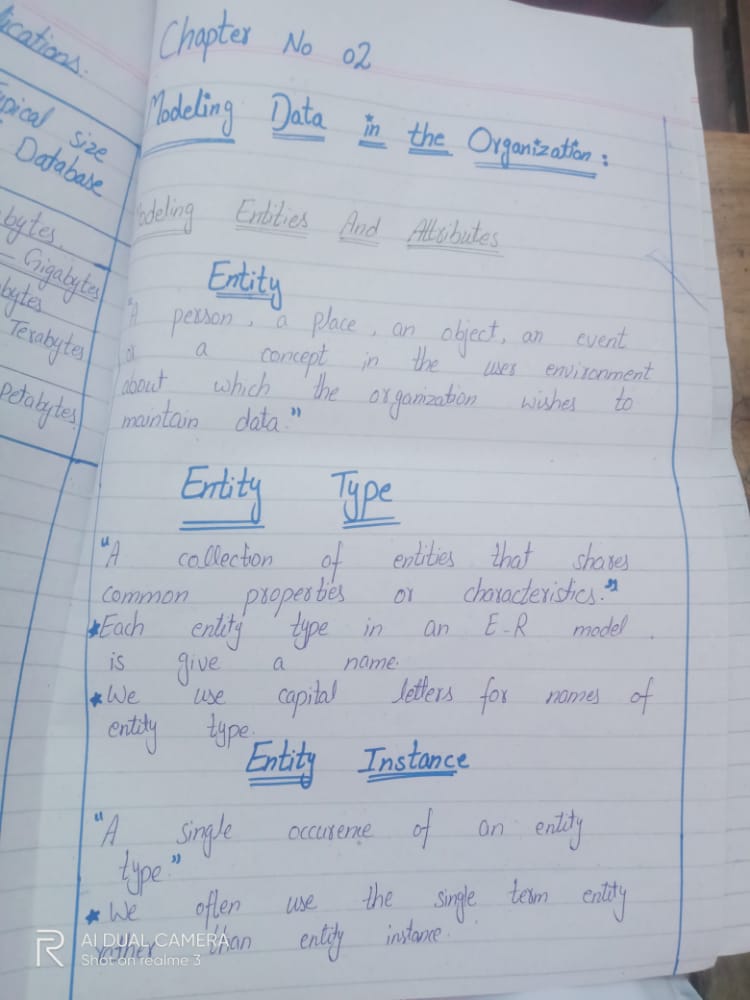 lications.
Typical Size
Database
bytes.
- Gigabytes
bytes
Terabytes
petabytes
Chapter No 02
Modeling Data in the Organization:
Modeling Entities And Attributes
Entity
"A person, a place, an object, an event
or a concept in the user environment
about which the organization wishes to
maintain data."
Entity Type
"A collection of entities that shares
common properties or characteristics."
★Each entity type in an E-R model
is give a name.
★We use capital letters for names of
entity type.
Entity Instance
"A single occurence of an entity
type."
★We often use the single term entity
rather than entity instance.
R AI DUAL CAMERA
Shot on realme 3